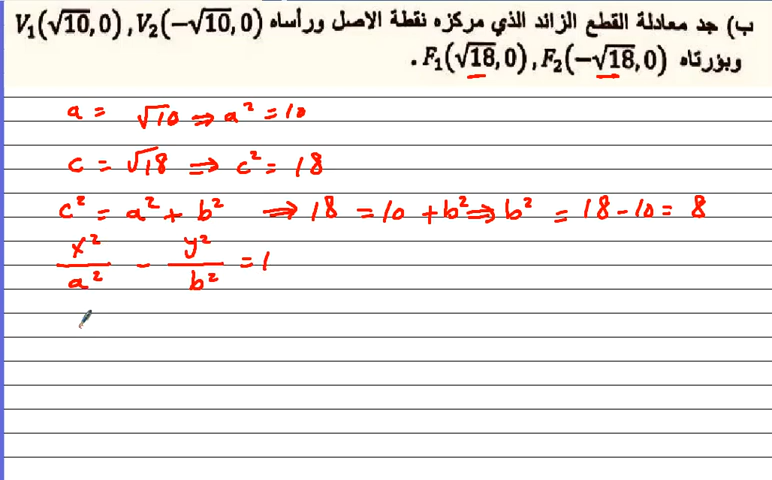 ب) جد معادلة القطع الزائد الذي مركزه نقطة الاصل ورأساه V₁(√10,0), V₂(−√10,0)
وبؤرتاه F₁(√18,0), F₂(−√18,0).
a = √10 ⇒ a² = 10
c = √18 ⇒ c² = 18
c² = a² + b² ⇒ 18 = 10 + b² ⇒ b² = 18 - 10 = 8
x²/a² - y²/b² = 1